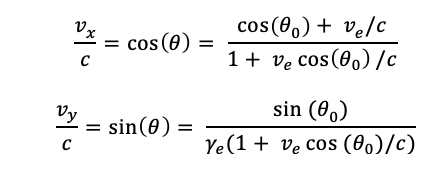 v_x/c = cos(θ) = (cos(θ_0) + v_e/c)/(1 + v_e cos(θ_0)/c)
v_y/c = sin(θ) = sin (θ_0)/(γ_e(1 + v_e cos (θ_0)/c))